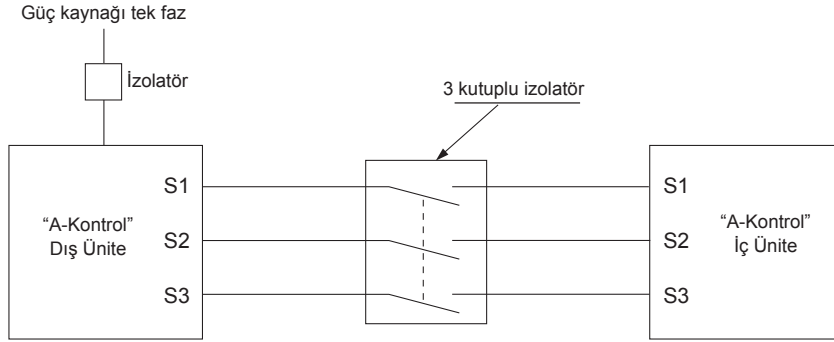 Güç kaynağı tek faz
İzolatör
3 kutuplu izolatör
“A-Kontrol”
Dış Ünite
S1
S2
S3
S1
S2
S3
“A-Kontrol”
İç Ünite